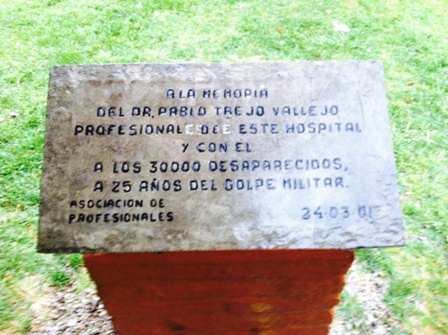 A LA MEMORIA
DEL DR. PABLO TREJO VALLEJO
PROFESIONAL DE ESTE HOSPITAL
Y CON EL
A LOS 30000 DESAPARECIDOS,
A 25 AÑOS DEL GOLPE MILITAR.
ASOCIACION DE
PROFESIONALES 24.03.01